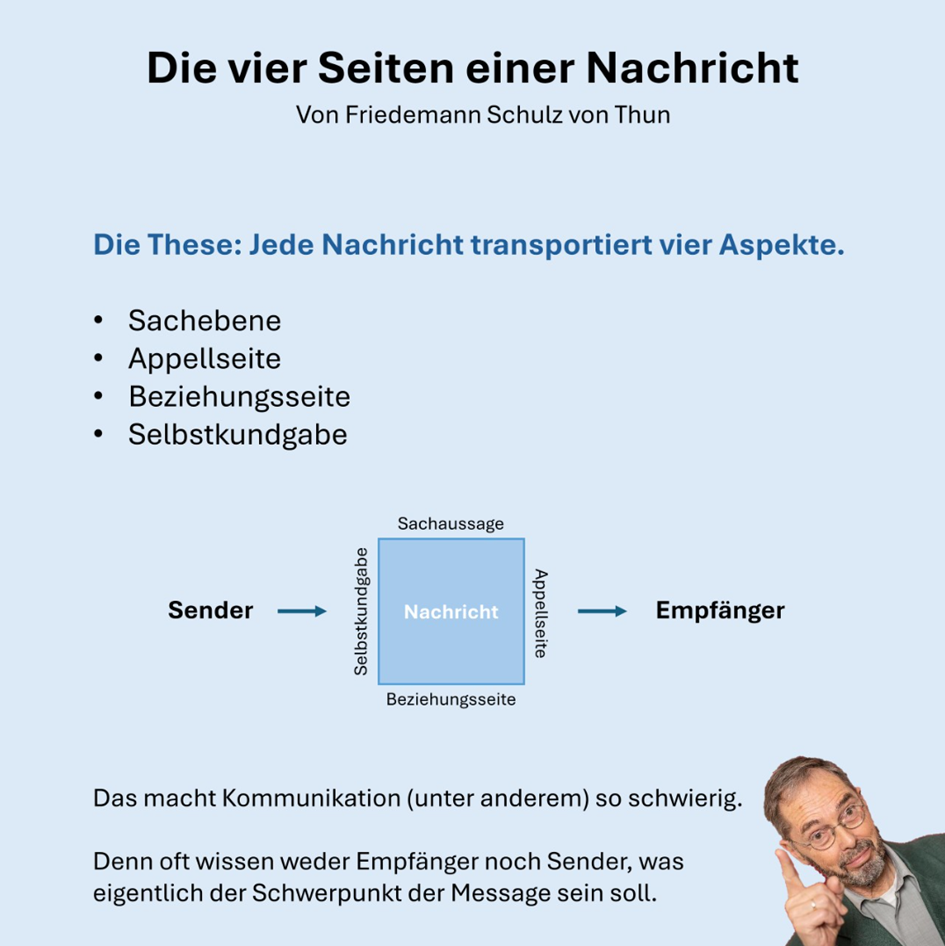 Die vier Seiten einer Nachricht
Von Friedemann Schulz von Thun
Die These: Jede Nachricht transportiert vier Aspekte.
• Sachebene
• Appellseite
• Beziehungsseite
• Selbstkundgabe
Sachaussage
Sender
Selbstkundgabe
Nachricht
Appellseite
Empfänger
Beziehungsseite
Das macht Kommunikation (unter anderem) so schwierig.
Denn oft wissen weder Empfänger noch Sender, was
eigentlich der Schwerpunkt der Message sein soll.